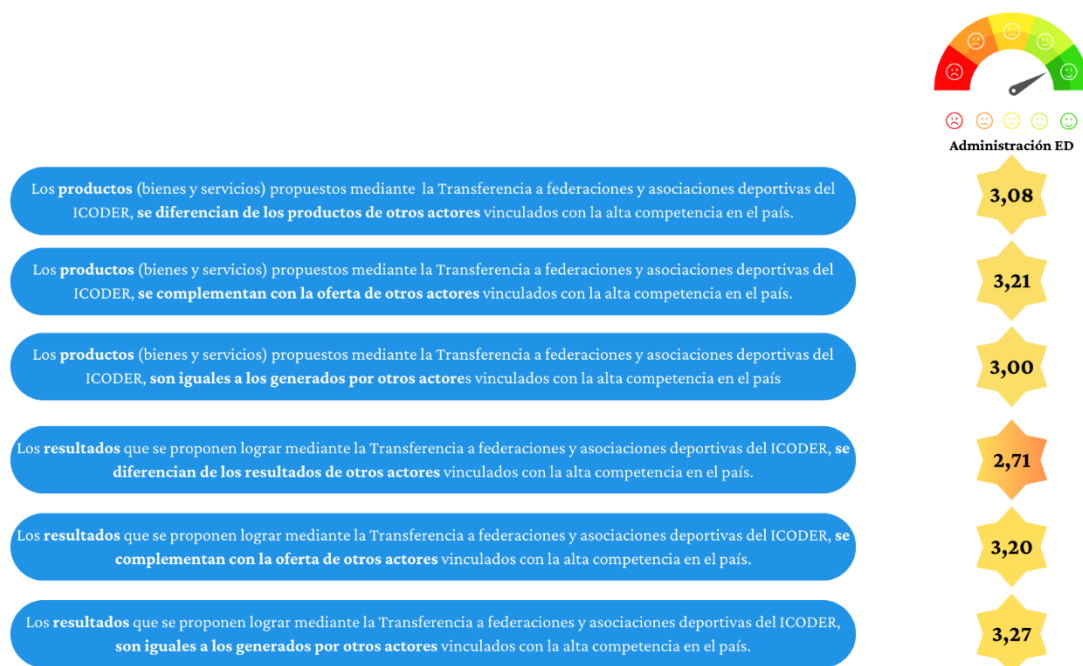 Administración ED
Los productos (bienes y servicios) propuestos mediante la Transferencia a federaciones y asociaciones deportivas del
ICODER, se diferencian de los productos de otros actores vinculados con la alta competencia en el país.
3,08
Los productos (bienes y servicios) propuestos mediante la Transferencia a federaciones y asociaciones deportivas del
ICODER, se complementan con la oferta de otros actores vinculados con la alta competencia en el país.
3,21
Los productos (bienes y servicios) propuestos mediante la Transferencia a federaciones y asociaciones deportivas del
ICODER, son iguales a los generados por otros actores vinculados con la alta competencia en el país
3,00
Los resultados que se proponen lograr mediante la Transferencia a federaciones y asociaciones deportivas del ICODER, se
diferencian de los resultados de otros actores vinculados con la alta competencia en el país.
2,71
Los resultados que se proponen lograr mediante la Transferencia a federaciones y asociaciones deportivas del ICODER, se
complementan con la oferta de otros actores vinculados con la alta competencia en el país.
3,20
Los resultados que se proponen lograr mediante la Transferencia a federaciones y asociaciones deportivas del ICODER,
son iguales a los generados por otros actores vinculados con la alta competencia en el país.
3,27